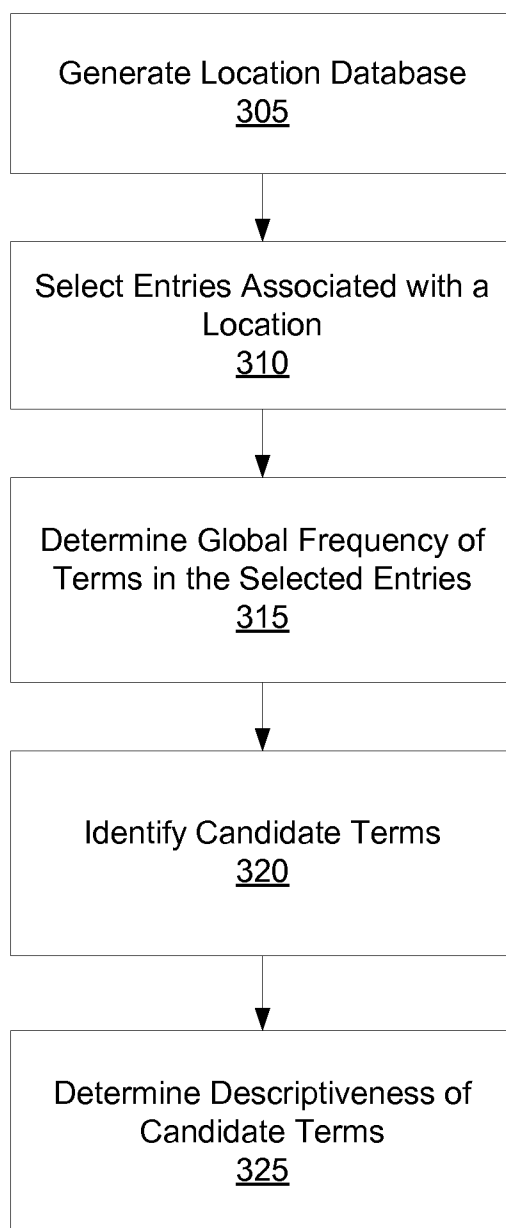 Generate Location Database
305
Select Entries Associated with a
Location
310
Determine Global Frequency of
Terms in the Selected Entries
315
Identify Candidate Terms
320
Determine Descriptiveness of
Candidate Terms
325